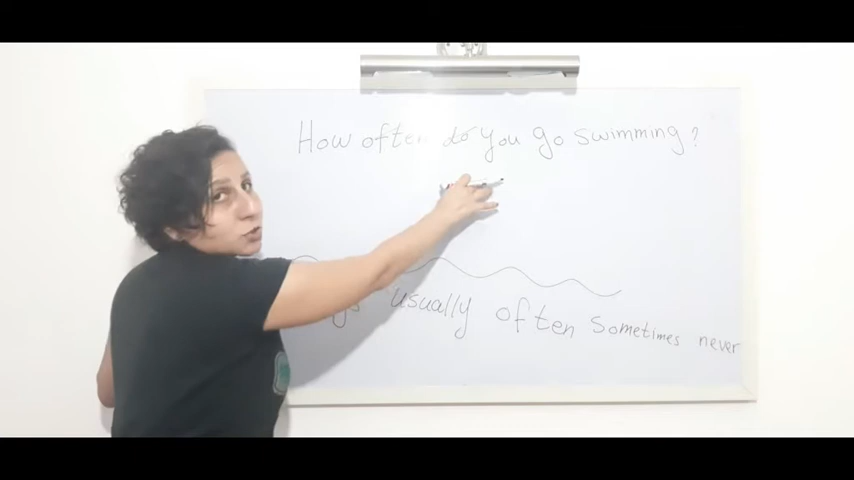 How often do you go swimming?
usually often sometimes never